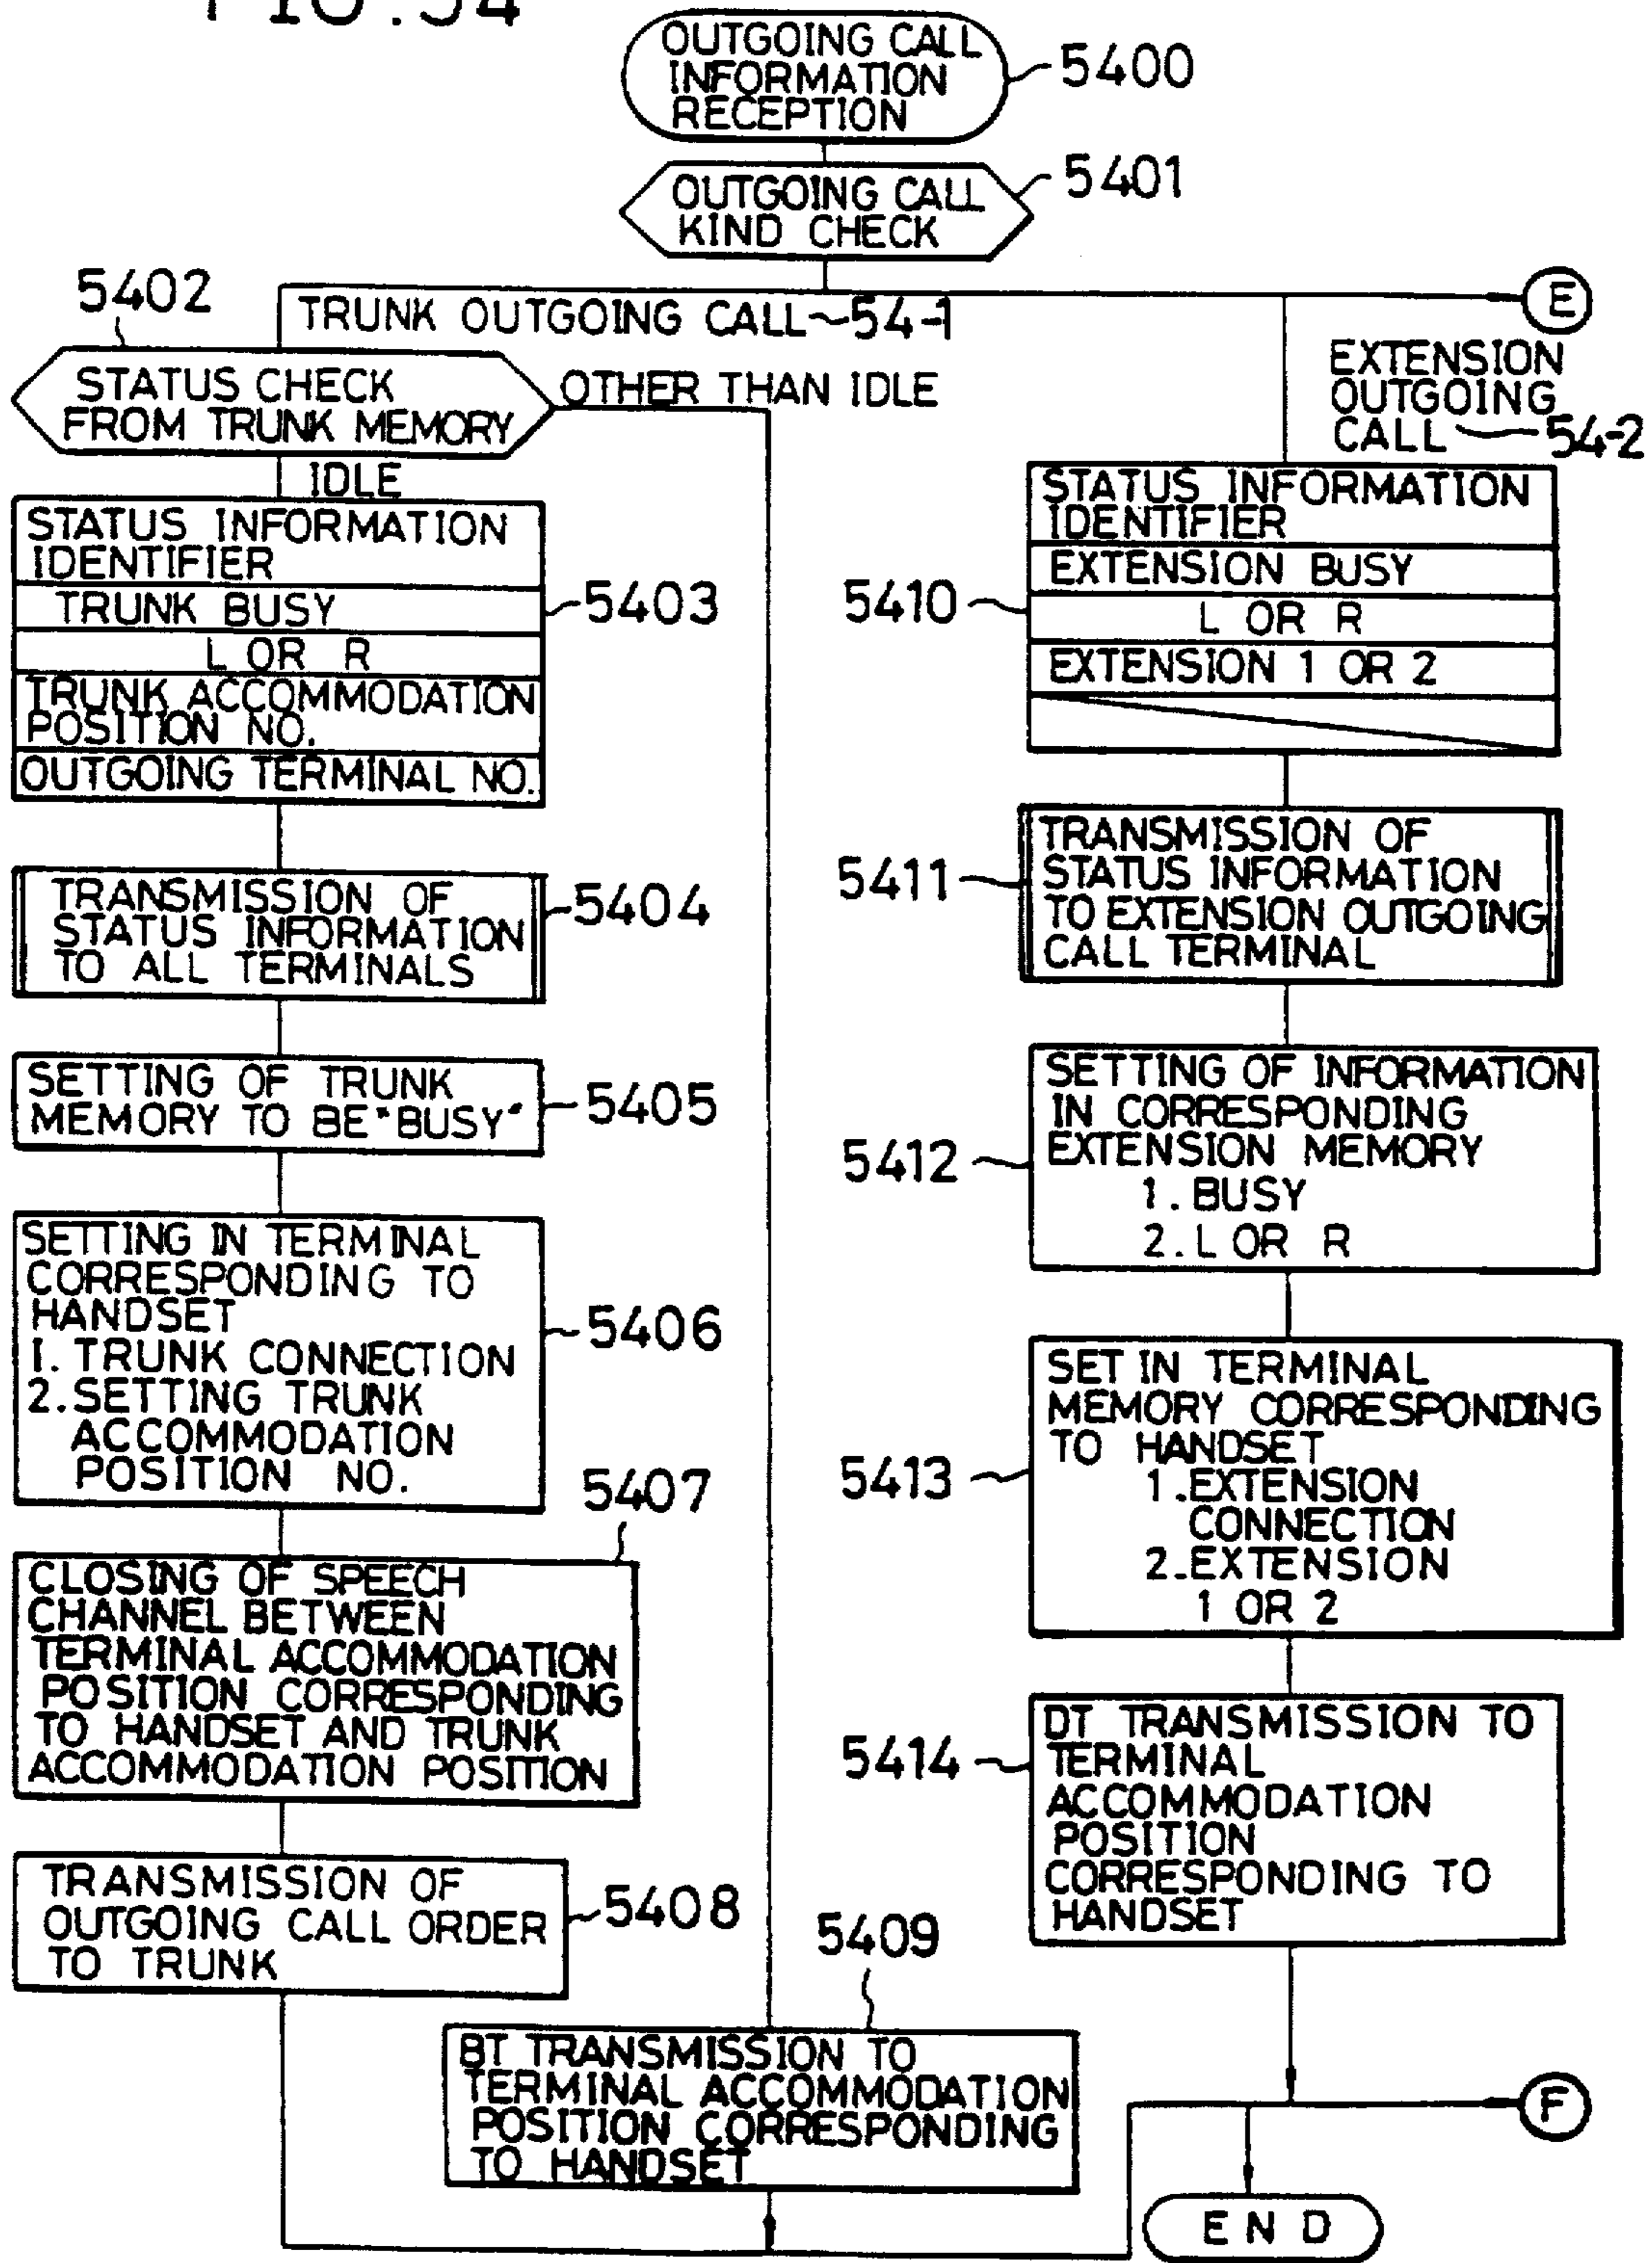 FIG. 54
OUTGOING CALL
INFORMATION
RECEPTION
5400
OUTGOING CALL
KIND CHECK
5401
E
5402
TRUNK OUTGOING CALL 54-1
STATUS CHECK
FROM TRUNK MEMORY
OTHER THAN IDLE
IDLE
STATUS INFORMATION
IDENTIFIER
TRUNK BUSY
L OR R
TRUNK ACCOMMODATION
POSITION NO.
OUTGOING TERMINAL NO.
5403
TRANSMISSION OF
STATUS INFORMATION
TO ALL TERMINALS
5404
SETTING OF TRUNK
MEMORY TO BE "BUSY"
5405
SETTING IN TERMINAL
CORRESPONDING TO
HANDSET
1. TRUNK CONNECTION
2. SETTING TRUNK
ACCOMMODATION
POSITION NO.
5406
5407
CLOSING OF SPEECH
CHANNEL BETWEEN
TERMINAL ACCOMMODATION
POSITION CORRESPONDING
TO HANDSET AND TRUNK
ACCOMMODATION POSITION
TRANSMISSION OF
OUTGOING CALL ORDER
TO TRUNK
5408
5409
BT TRANSMISSION TO
TERMINAL ACCOMMODATION
POSITION CORRESPONDING
TO HANDSET
EXTENSION
OUTGOING
CALL 54-2
STATUS INFORMATION
IDENTIFIER
EXTENSION BUSY
L OR R
EXTENSION 1 OR 2
5410
TRANSMISSION OF
STATUS INFORMATION
TO EXTENSION OUTGOING
CALL TERMINAL
5411
SETTING OF INFORMATION
IN CORRESPONDING
EXTENSION MEMORY
1. BUSY
2. L OR R
5412
SET IN TERMINAL
MEMORY CORRESPONDING
TO HANDSET
1. EXTENSION
CONNECTION
2. EXTENSION
1 OR 2
5413
DT TRANSMISSION TO
TERMINAL
ACCOMMODATION
POSITION
CORRESPONDING TO
HANDSET
5414
F
END